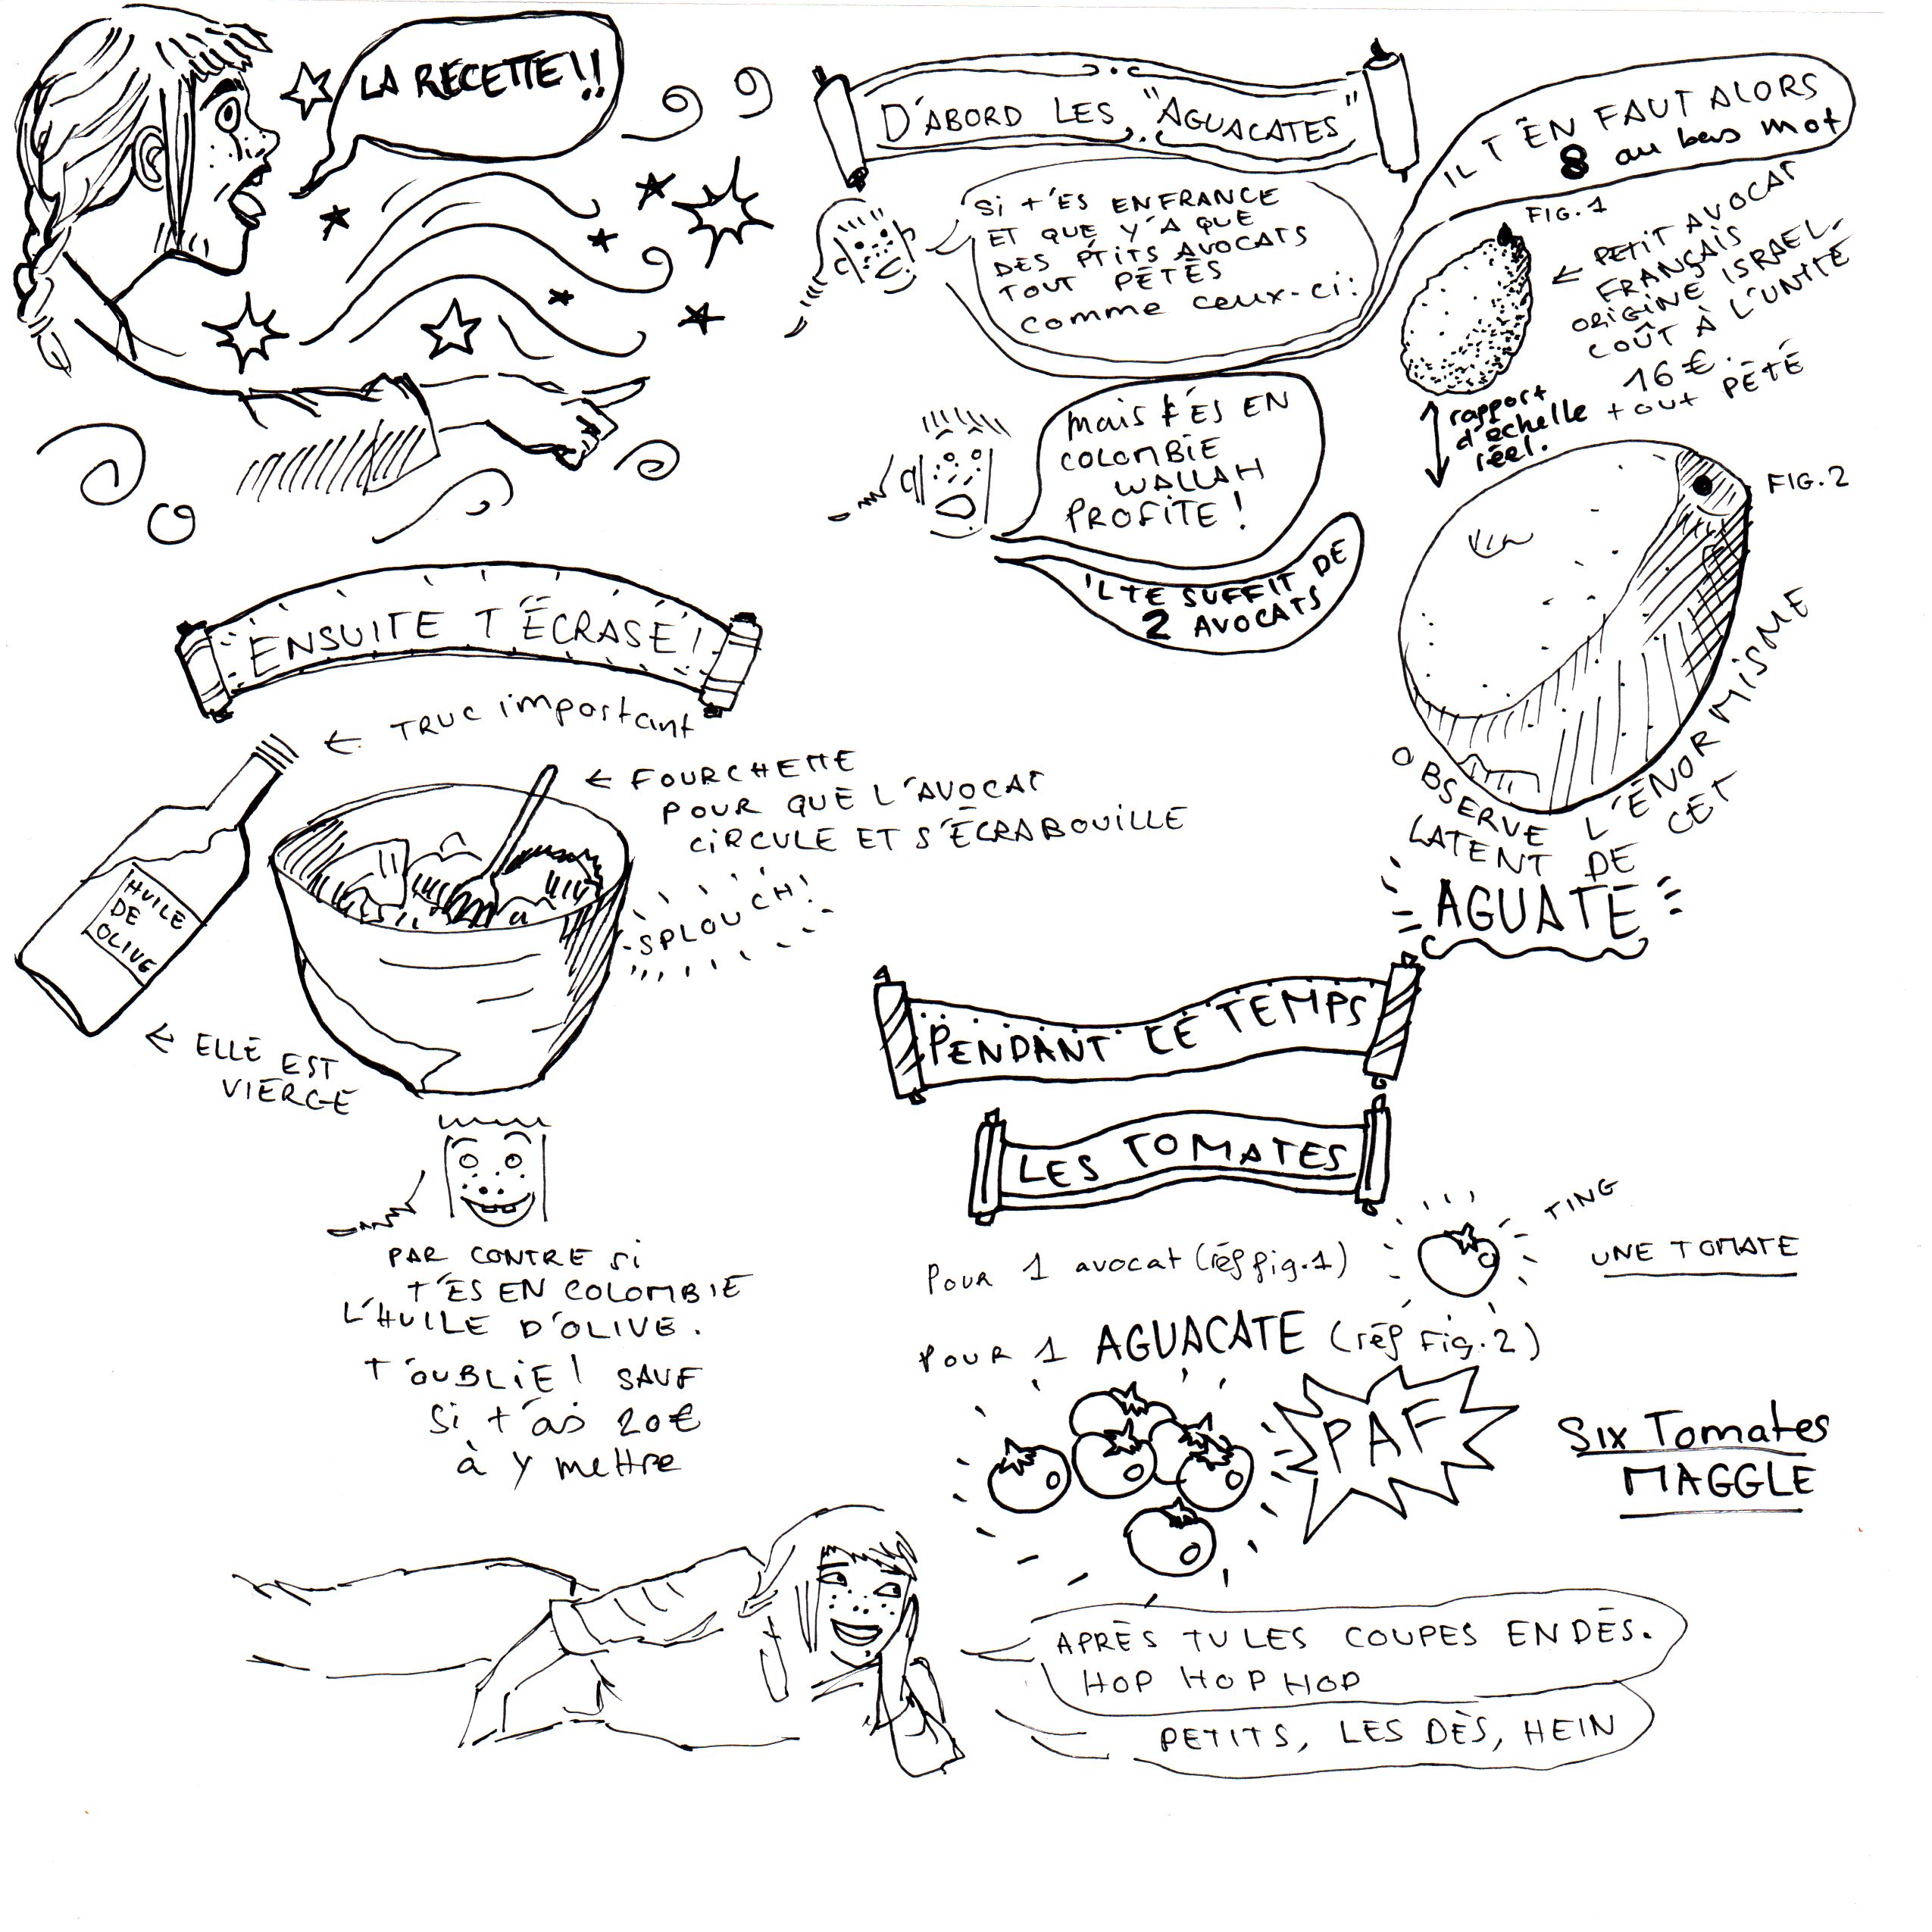 LA RECETTE!!
D'ABORD LES "AGUACATES"
Si t'ES EN FRANCE
ET QUE Y'A QUE
DES PTITS AVOCATS
TOUT PÉTÉS
comme ceux-ci:
IL T'EN FAUT ALORS
8 au bas mot
FIG. 1
← PETIT AVOCAT
FRANÇAIS
ORIGINE ISRAEL.
COÛT À L'UNITÉ
16 €.
tout PÉTÉ
rapport
d'échelle
réel.
mais t'ES EN
COLOMBIE
WALLAH
PROFITE!
'L TE SUFFIT DE
2 AVOCATS
FIG. 2
OBSERVE L'ÉNORMISME
LATENT DE CET
AGUATE
ENSUITE T'ÉCRASE!
← TRUC important
← FOURCHETTE
POUR QUE L'AVOCAT
CIRCULE ET S'ÉCRABOUILLE
HUILE
DE
OLIVE
SPLOUCH!
← ELLE EST
VIERGE
PAR CONTRE Si
T'ES EN COLOMBIE
L'HUILE D'OLIVE.
T'OUBLIE! SAUF
Si t'as 20€
à y mettre
PENDANT CE TEMPS
LES TOMATES
Pour 1 avocat (réf fig. 1)
TING
UNE TOMATE
Pour 1 AGUACATE (réf Fig. 2)
PAF
Six Tomates
MAGGLE
APRÈS TU LES COUPES EN DÈS.
HOP HOP HOP
PETITS, LES DÈS, HEIN